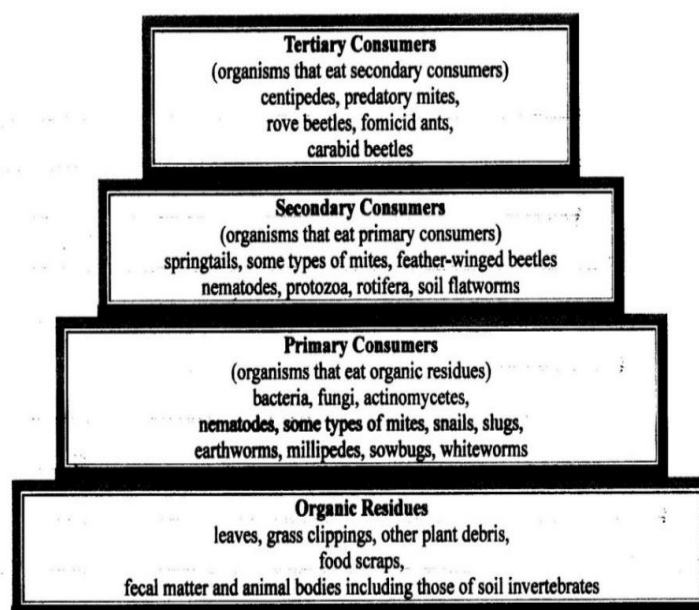 Tertiary Consumers
(organisms that eat secondary consumers)
centipedes, predatory mites,
rove beetles, fomicid ants,
carabid beetles
Secondary Consumers
(organisms that eat primary consumers)
springtails, some types of mites, feather-winged beetles
nematodes, protozoa, rotifera, soil flatworms
Primary Consumers
(organisms that eat organic residues)
bacteria, fungi, actinomycetes,
nematodes, some types of mites, snails, slugs,
earthworms, millipedes, sowbugs, whiteworms
Organic Residues
leaves, grass clippings, other plant debris,
food scraps,
fecal matter and animal bodies including those of soil invertebrates